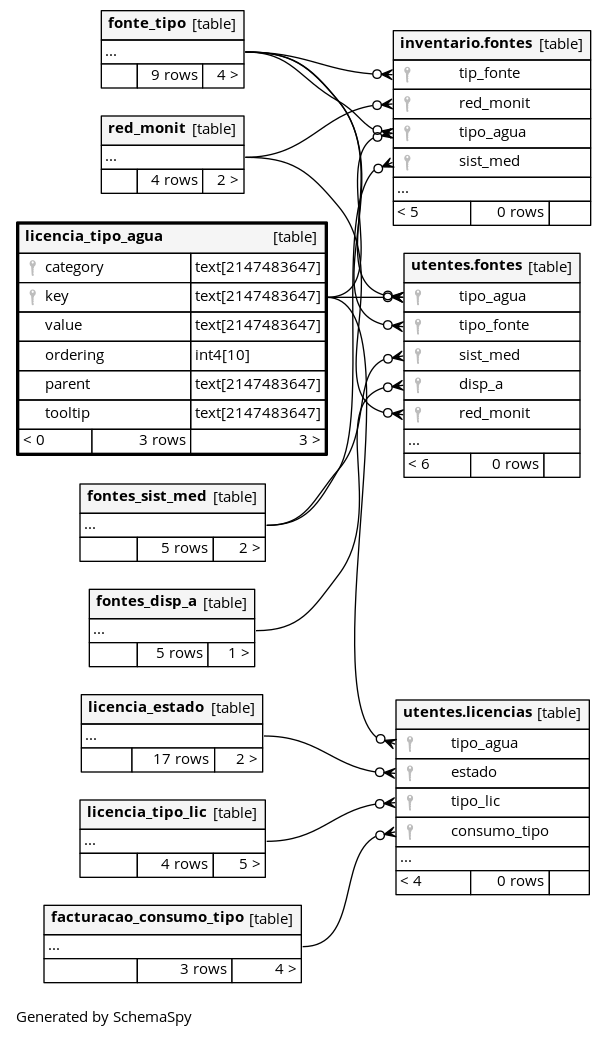 fonte_tipo [table]
...
9 rows 4 >
red_monit [table]
...
4 rows 2 >
licencia_tipo_agua [table]
category text[2147483647]
key text[2147483647]
value text[2147483647]
ordering int4[10]
parent text[2147483647]
tooltip text[2147483647]
< 0 3 rows 3 >
fontes_sist_med [table]
...
5 rows 2 >
fontes_disp_a [table]
...
5 rows 1 >
licencia_estado [table]
...
17 rows 2 >
licencia_tipo_lic [table]
...
4 rows 5 >
facturacao_consumo_tipo [table]
...
3 rows 4 >
inventario.fontes [table]
tip_fonte
red_monit
tipo_agua
sist_med
...
< 5 0 rows
utentes.fontes [table]
tipo_agua
tipo_fonte
sist_med
disp_a
red_monit
...
< 6 0 rows
utentes.licencias [table]
tipo_agua
estado
tipo_lic
consumo_tipo
...
< 4 0 rows
Generated by SchemaSpy